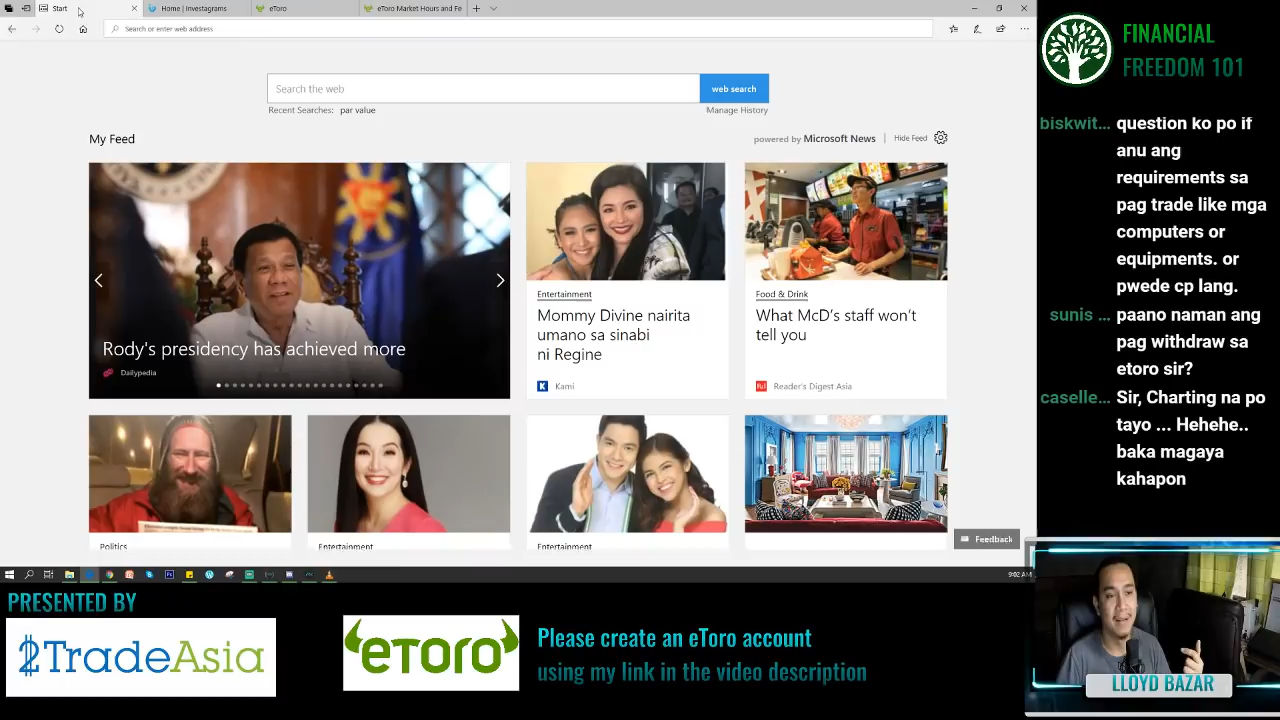 Start
Home | Investagrams
eToro
eToro Market Hours and Fe
Search or enter web address
Search the web
web search
Recent Searches: par value
Manage History
My Feed
powered by Microsoft News | Hide Feed
Rody's presidency has achieved more
Dailypedia
Entertainment
Mommy Divine nairita
umano sa sinabi
ni Regine
Kami
Food & Drink
What McD's staff won't
tell you
Reader's Digest Asia
Politics
Entertainment
Entertainment
Feedback
9:02 AM
FINANCIAL
FREEDOM 101
biskwit... question ko po if
anu ang
requirements sa
pag trade like mga
computers or
equipments. or
pwede cp lang.
sunis ... paano naman ang
pag withdraw sa
etoro sir?
caselle... Sir, Charting na po
tayo ... Hehehe..
baka magaya
kahapon
PRESENTED BY
2TradeAsia
eToro
Please create an eToro account
using my link in the video description
LLOYD BAZAR